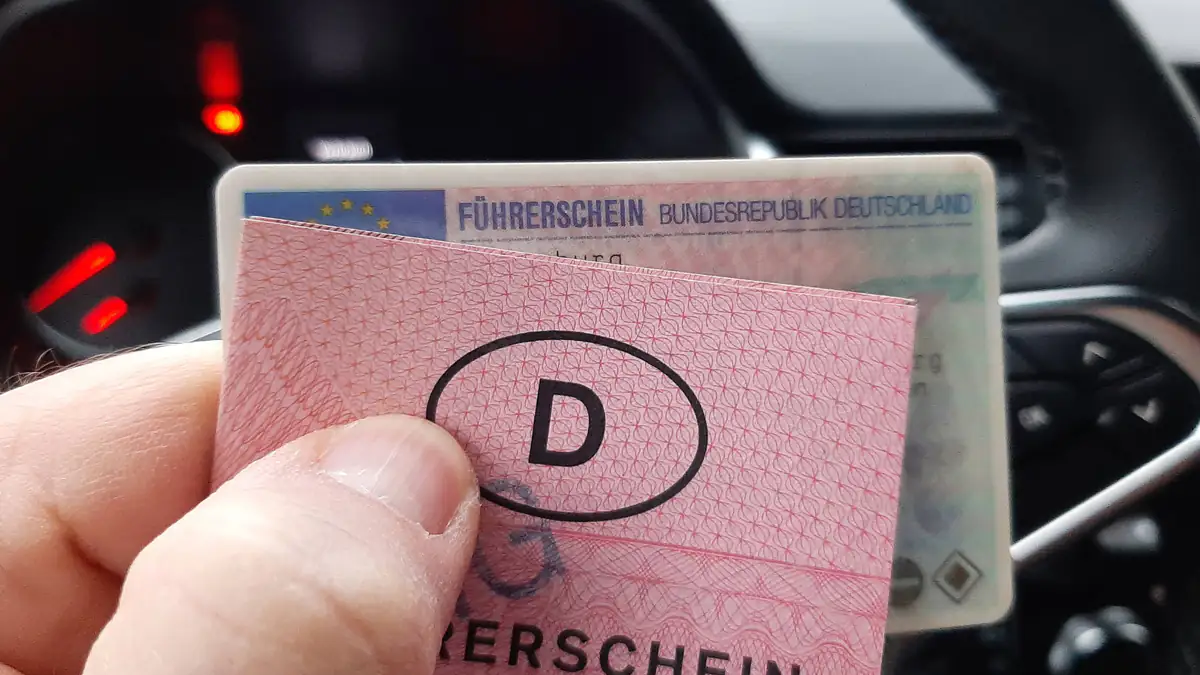 FÜHRERSCHEIN BUNDESREPUBLIK DEUTSCHLAND
D
RERSCHEIN